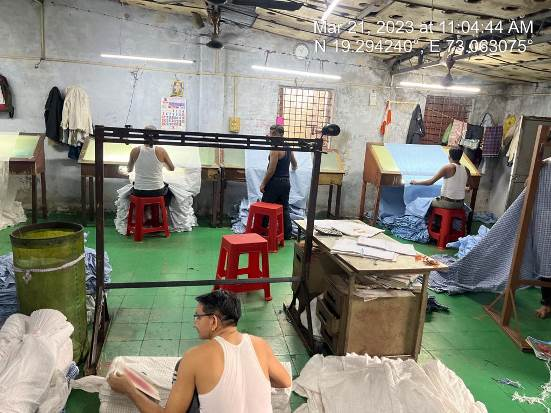 Mar 21, 2023 at 11:04:44 AM
N 19.294240°, E 73.063075°